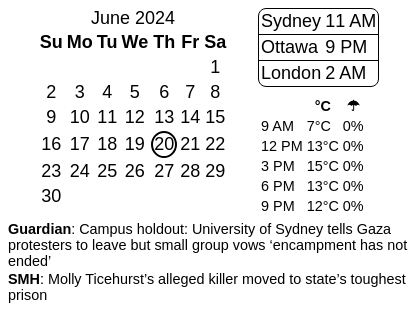 June 2024
Su Mo Tu We Th Fr Sa
1
2 3 4 5 6 7 8
9 10 11 12 13 14 15
16 17 18 19 20 21 22
23 24 25 26 27 28 29
30
Sydney 11 AM
Ottawa 9 PM
London 2 AM
°C ☂
9 AM 7°C 0%
12 PM 13°C 0%
3 PM 15°C 0%
6 PM 13°C 0%
9 PM 12°C 0%
Guardian: Campus holdout: University of Sydney tells Gaza
protesters to leave but small group vows ‘encampment has not
ended’
SMH: Molly Ticehurst’s alleged killer moved to state’s toughest
prison